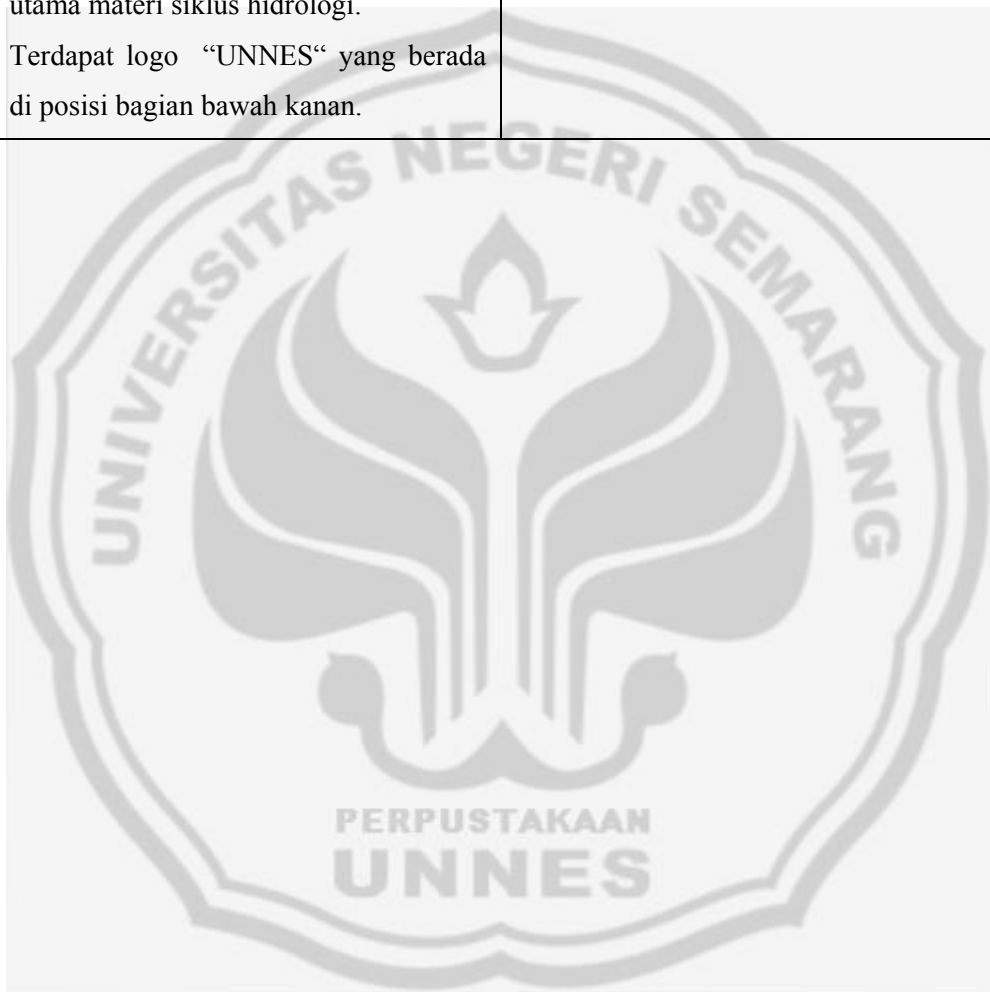 utama materi siklus hidrologi.
Terdapat logo “UNNES“ yang berada
di posisi bagian bawah kanan.
UNIVERSITAS NEGERI SEMARANG
PERPUSTAKAAN
UNNES